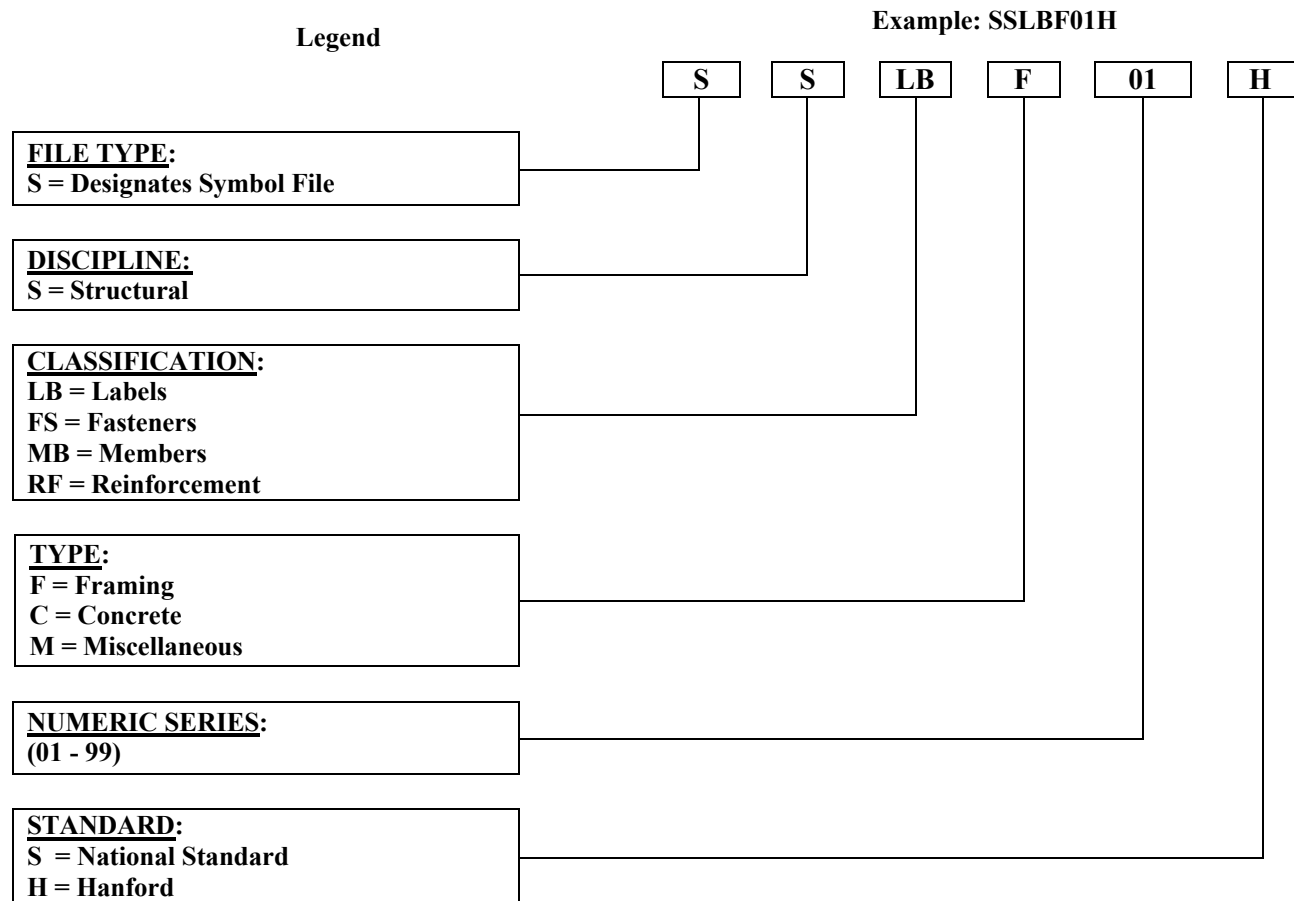 Legend
Example: SSLBF01H
S S LB F 01 H
FILE TYPE:
S = Designates Symbol File
DISCIPLINE:
S = Structural
CLASSIFICATION:
LB = Labels
FS = Fasteners
MB = Members
RF = Reinforcement
TYPE:
F = Framing
C = Concrete
M = Miscellaneous
NUMERIC SERIES:
(01 - 99)
STANDARD:
S = National Standard
H = Hanford